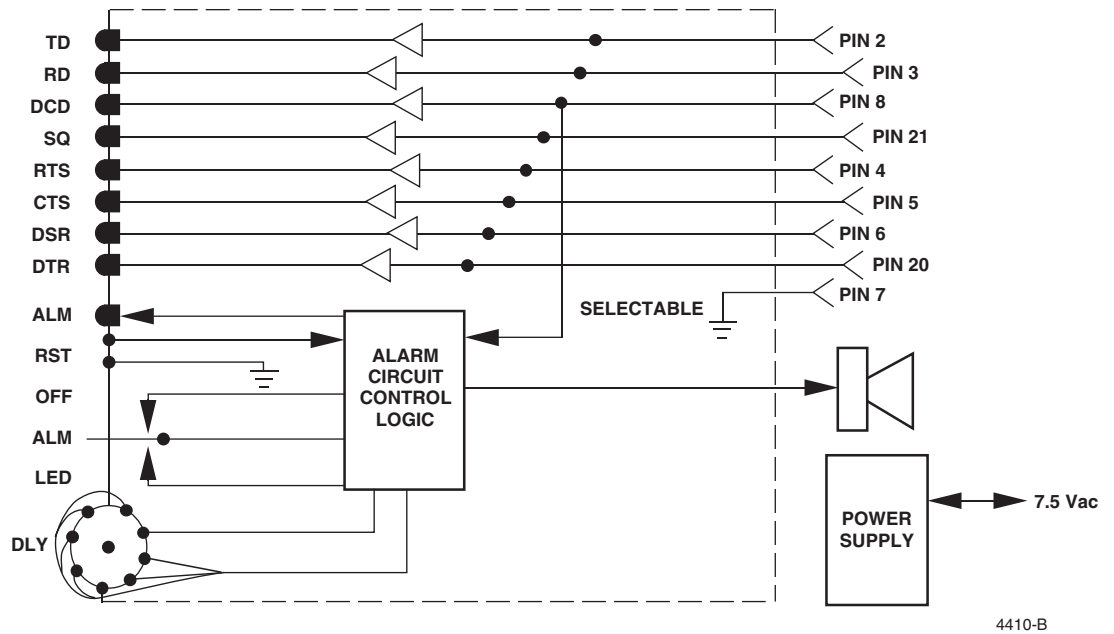 TD
PIN 2
RD
PIN 3
DCD
PIN 8
SQ
PIN 21
RTS
PIN 4
CTS
PIN 5
DSR
PIN 6
DTR
PIN 20
PIN 7
SELECTABLE
ALM
RST
OFF
ALM
LED
DLY
ALARM
CIRCUIT
CONTROL
LOGIC
POWER
SUPPLY
7.5 Vac
4410-B